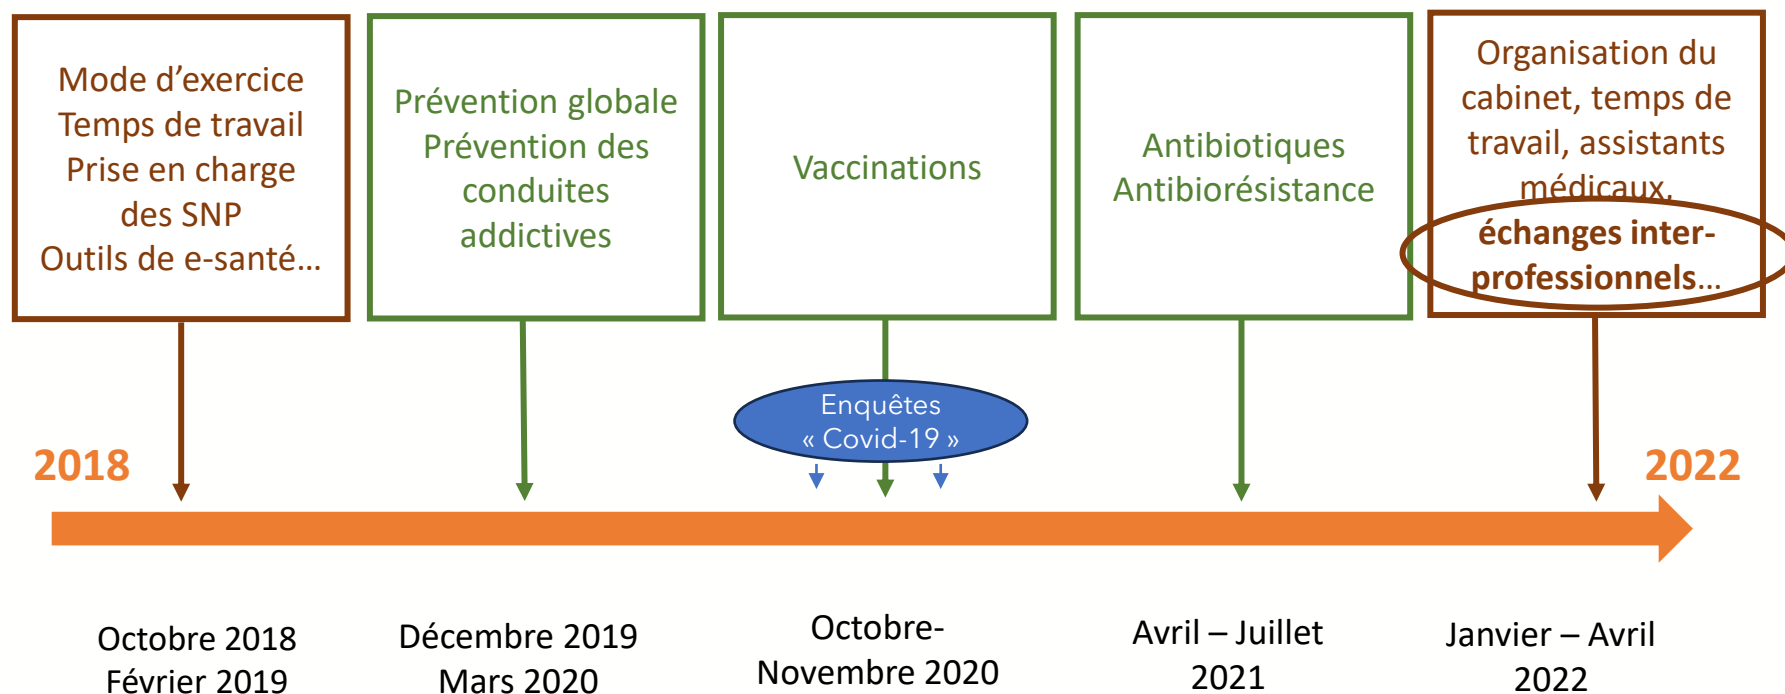 Mode d’exercice
Temps de travail
Prise en charge
des SNP
Outils de e-santé…
Prévention globale
Prévention des
conduites
addictives
Vaccinations
Antibiotiques
Antibiorésistance
Organisation du
cabinet, temps de
travail, assistants
médicaux,
échanges inter-
professionnels…
Enquêtes
« Covid-19 »
2018
2022
Octobre 2018
Février 2019
Décembre 2019
Mars 2020
Octobre-
Novembre 2020
Avril – Juillet
2021
Janvier – Avril
2022